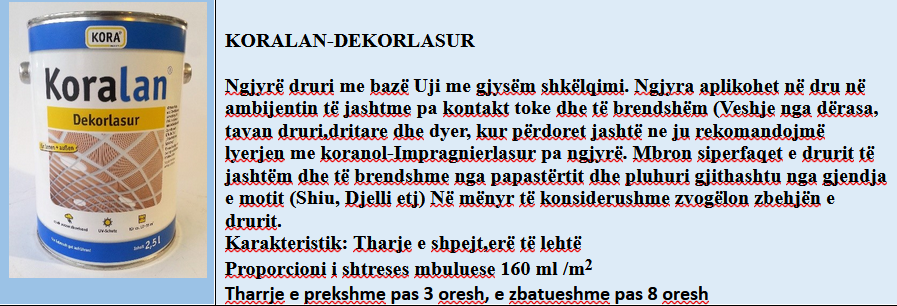 KORA
Koralan
Dekorlasur
2,5 l
KORALAN-DEKORLASUR
Ngjyrë druri me bazë Uji me gjysëm shkëlqimi. Ngjyra aplikohet në dru në
ambijentin të jashtme pa kontakt toke dhe të brendshëm (Veshje nga dërasa,
tavan druri,dritare dhe dyer, kur përdoret jashtë ne ju rekomandojmë
lyerjen me koranol-Impragnierlasur pa ngjyrë. Mbron siperfaqet e drurit të
jashtëm dhe të brendshme nga papastërtit dhe pluhuri gjithashtu nga gjendja
e motit (Shiu, Djelli etj) Në mënyr të konsiderushme zvogëlon zbehjën e
drurit.
Karakteristik: Tharje e shpejt,erë të lehtë
Proporcioni i shtreses mbuluese 160 ml /m²
Tharrje e prekshme pas 3 oresh, e zbatueshme pas 8 oresh